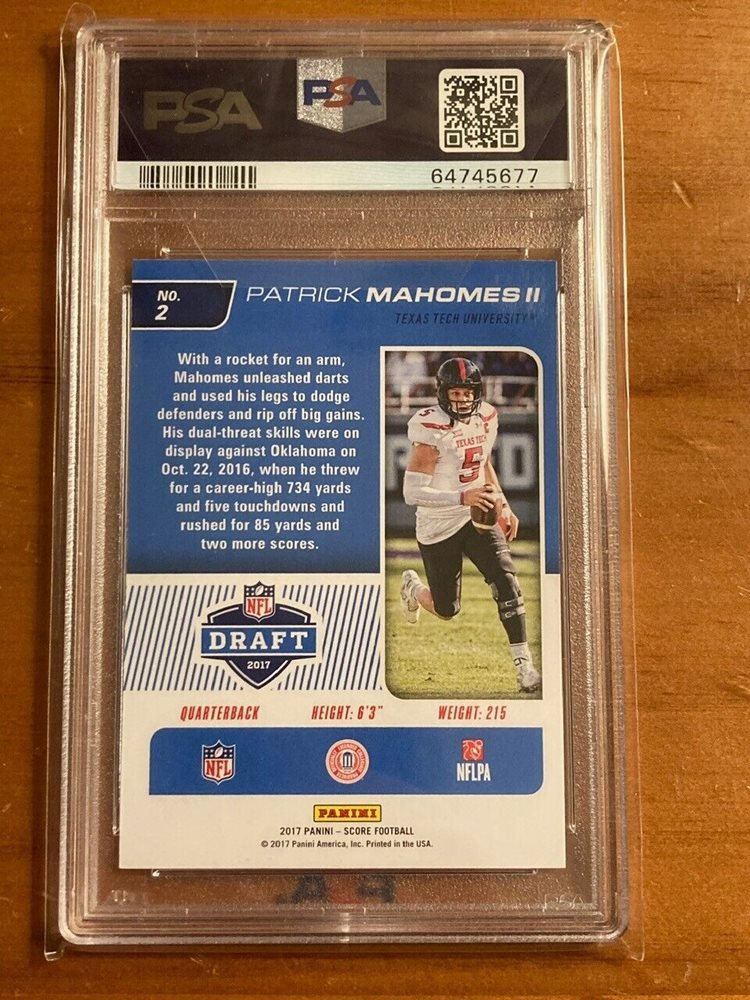 PSA
PSA
64745677
NO.
2
PATRICK MAHOMES II
TEXAS TECH UNIVERSITY™
With a rocket for an arm,
Mahomes unleashed darts
and used his legs to dodge
defenders and rip off big gains.
His dual-threat skills were on
display against Oklahoma on
Oct. 22, 2016, when he threw
for a career-high 734 yards
and five touchdowns and
rushed for 85 yards and
two more scores.
TEXAS TECH
5
5
NFL
DRAFT
2017
QUARTERBACK HEIGHT: 6'3" WEIGHT: 215
NFL
NFLPA
PANINI
2017 PANINI – SCORE FOOTBALL
© 2017 Panini America, Inc. Printed in the USA.
PSA